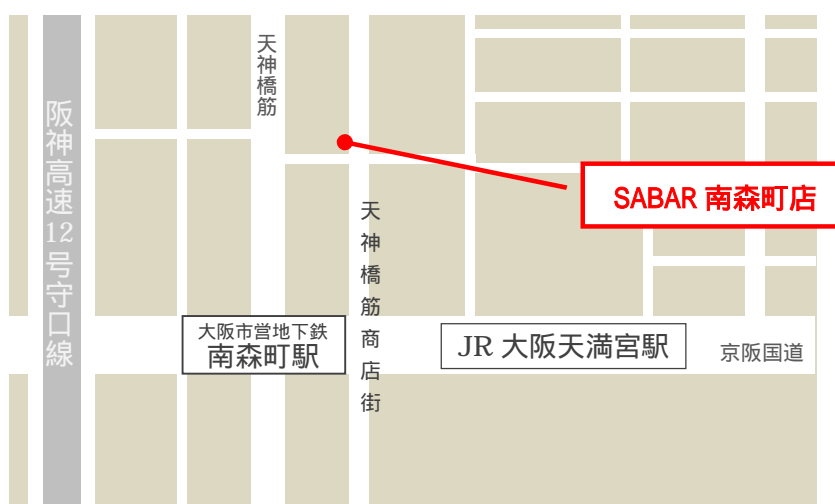 天神橋筋
阪神高速12号守口線
SABAR 南森町店
天神橋筋商店街
大阪市営地下鉄
南森町駅
JR 大阪天満宮駅
京阪国道